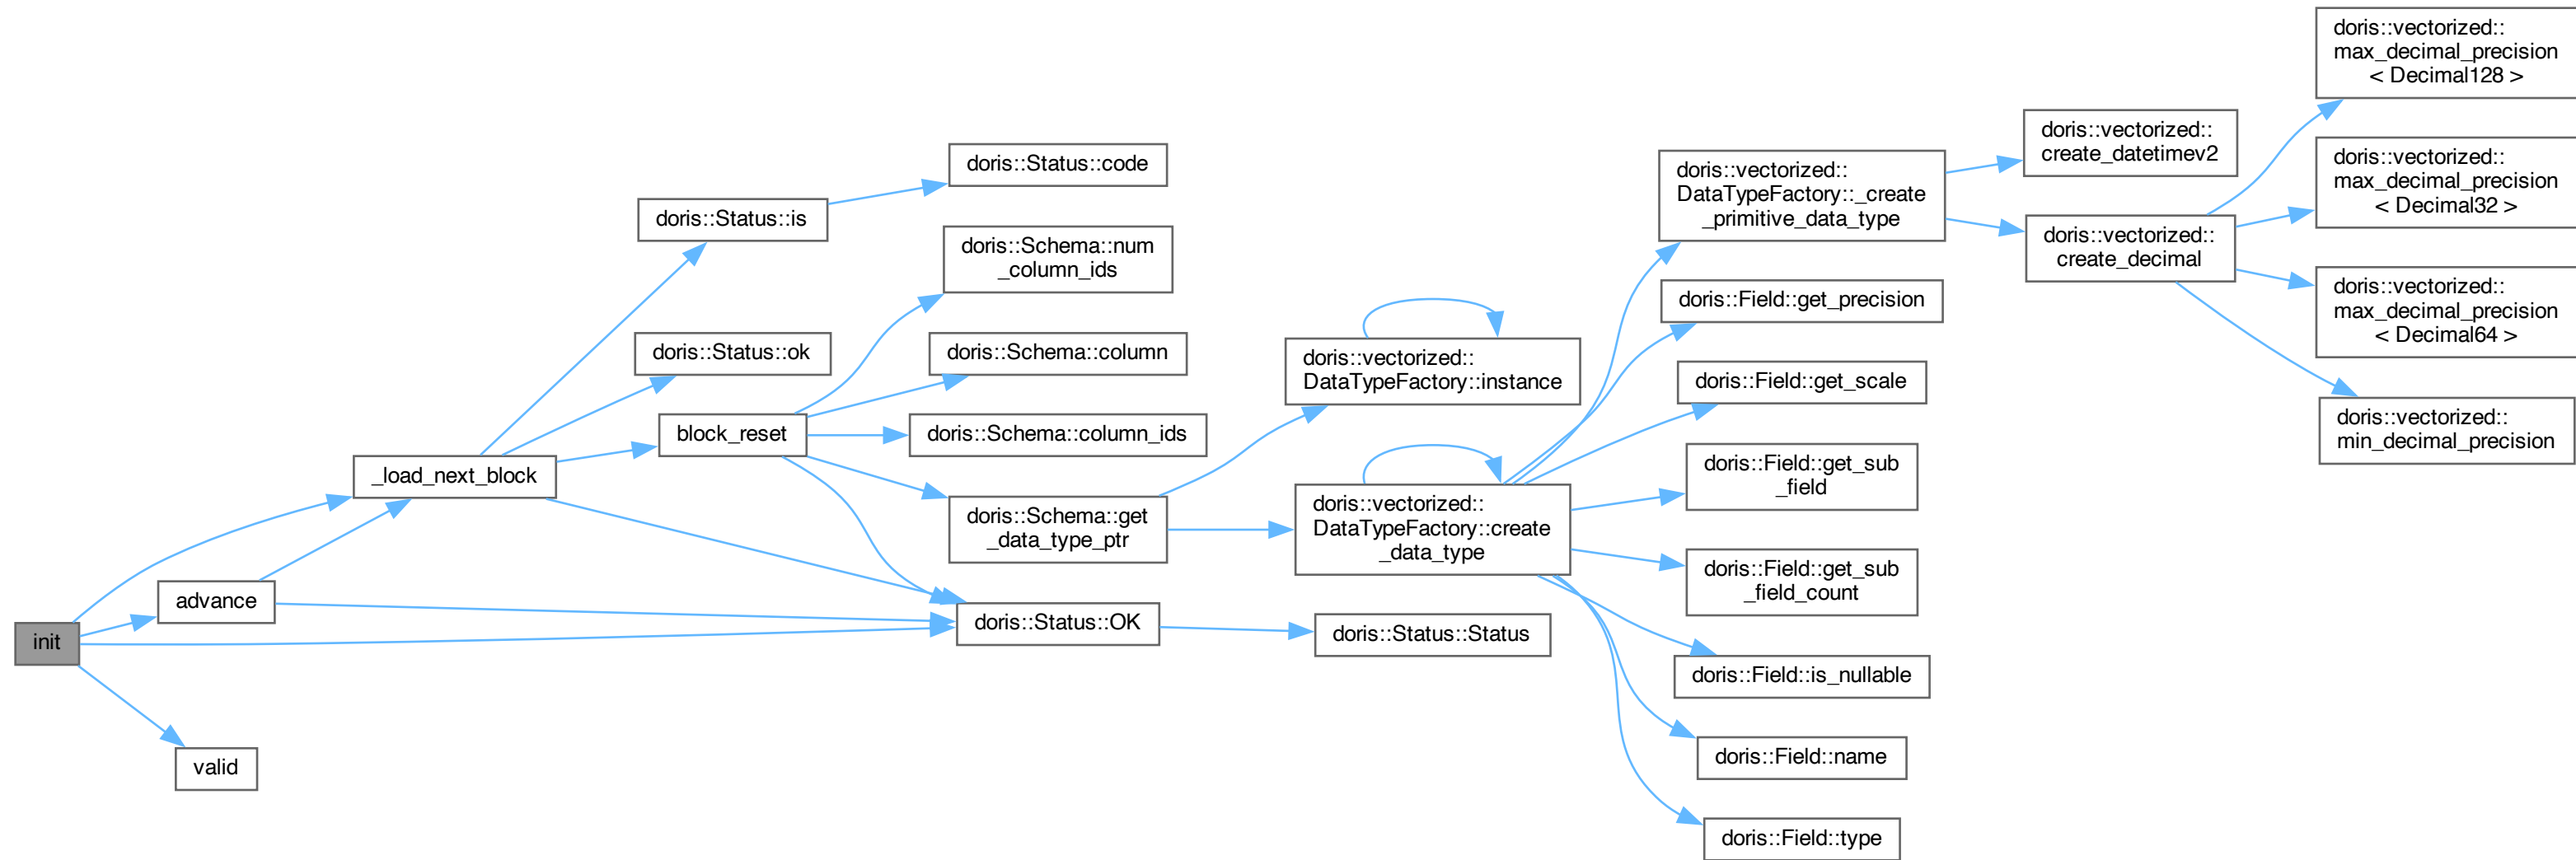 init
advance
valid
_load_next_block
doris::Status::is
doris::Status::ok
block_reset
doris::Status::code
doris::Schema::num
_column_ids
doris::Schema::column
doris::Schema::column_ids
doris::Schema::get
_data_type_ptr
doris::Status::OK
doris::vectorized::
DataTypeFactory::instance
doris::vectorized::
DataTypeFactory::create
_data_type
doris::Status::Status
doris::vectorized::
DataTypeFactory::_create
_primitive_data_type
doris::Field::get_precision
doris::Field::get_scale
doris::Field::get_sub
_field
doris::Field::get_sub
_field_count
doris::Field::is_nullable
doris::Field::name
doris::Field::type
doris::vectorized::
create_datetimev2
doris::vectorized::
create_decimal
doris::vectorized::
max_decimal_precision
< Decimal128 >
doris::vectorized::
max_decimal_precision
< Decimal32 >
doris::vectorized::
max_decimal_precision
< Decimal64 >
doris::vectorized::
min_decimal_precision